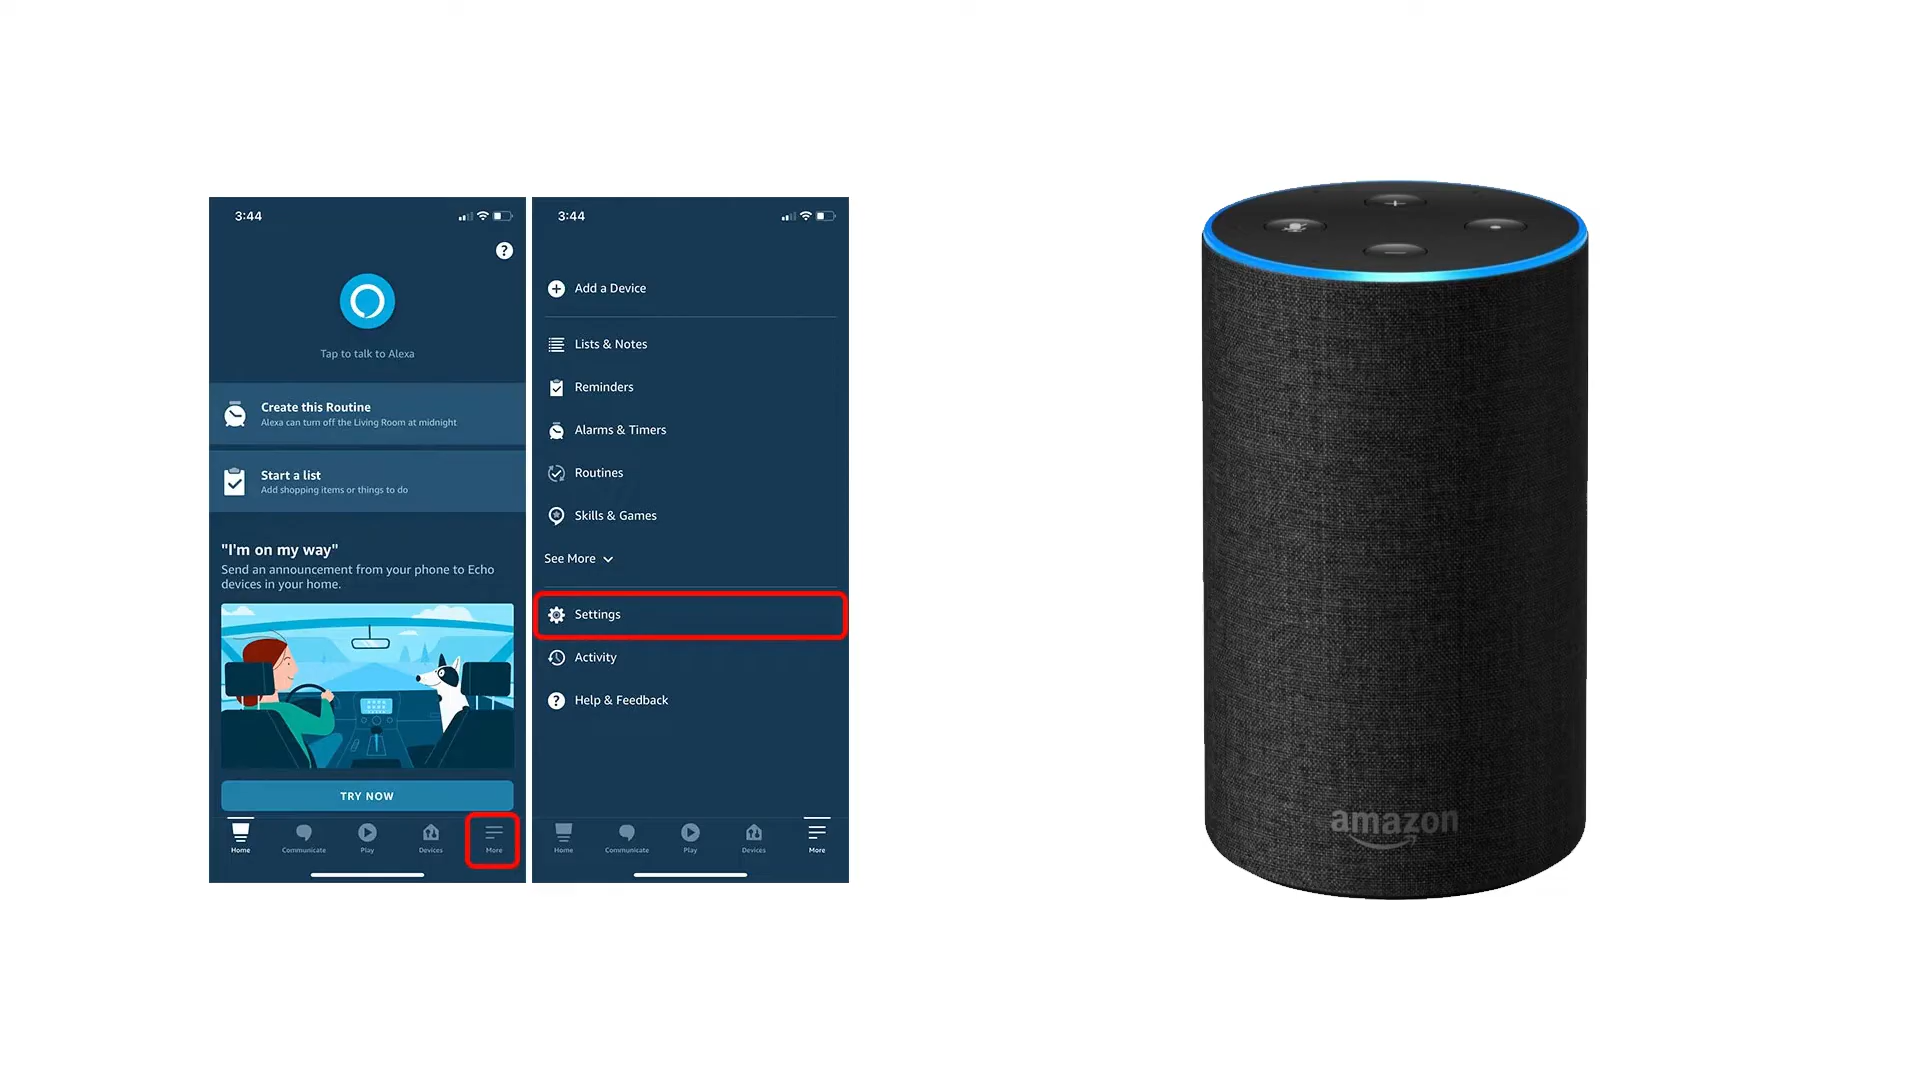 3:44
?
Tap to talk to Alexa
Create this Routine
Alexa can turn off the Living Room at midnight
Start a list
Add shopping items or things to do
"I'm on my way"
Send an announcement from your phone to Echo
devices in your home.
TRY NOW
Home
Communicate
Play
Devices
More
3:44
Add a Device
Lists & Notes
Reminders
Alarms & Timers
Routines
Skills & Games
See More
Settings
Activity
? Help & Feedback
Home
Communicate
Play
Devices
More
amazon